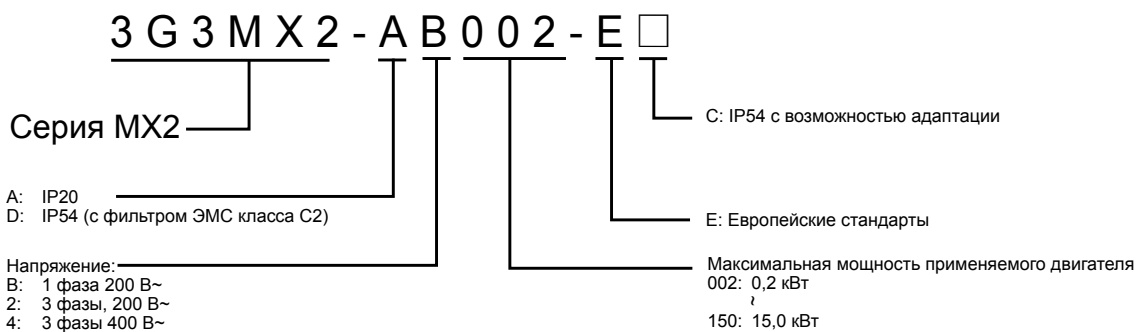 3G3MX2-AB002-E□
Серия MX2
A: IP20
D: IP54 (с фильтром ЭМС класса C2)
Напряжение:
B: 1 фаза 200 В~
2: 3 фазы, 200 В~
4: 3 фазы 400 В~
C: IP54 с возможностью адаптации
E: Европейские стандарты
Максимальная мощность применяемого двигателя
002: 0,2 кВт
~
150: 15,0 кВт